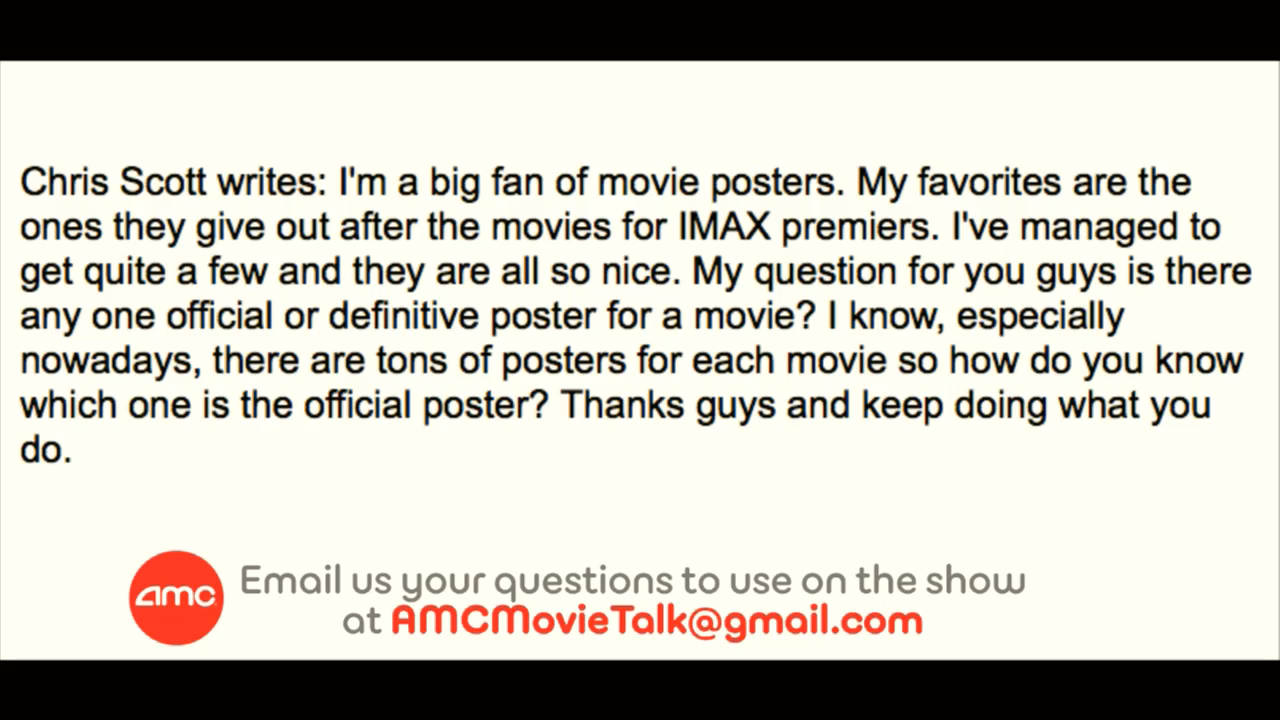 Chris Scott writes: I'm a big fan of movie posters. My favorites are the
ones they give out after the movies for IMAX premiers. I've managed to
get quite a few and they are all so nice. My question for you guys is there
any one official or definitive poster for a movie? I know, especially
nowadays, there are tons of posters for each movie so how do you know
which one is the official poster? Thanks guys and keep doing what you
do.
amc
Email us your questions to use on the show
at AMCMovieTalk@gmail.com